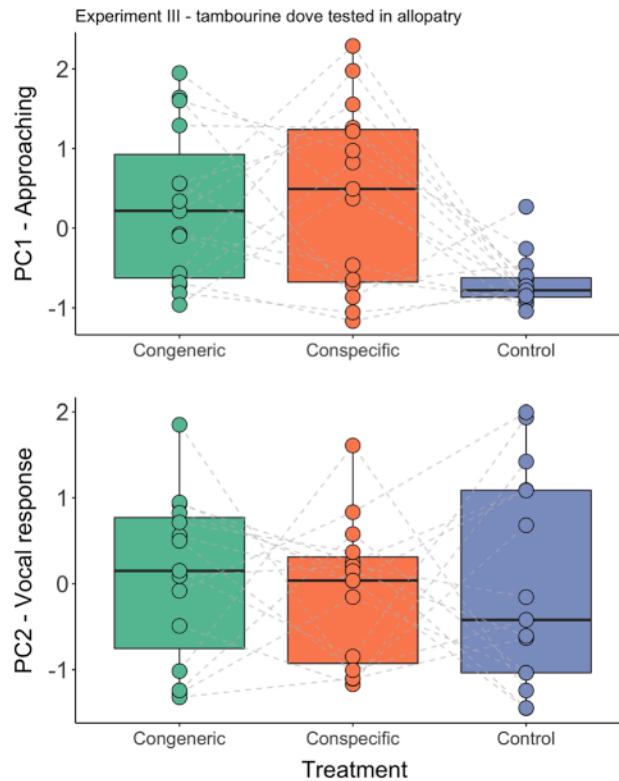 Experiment III - tambourine dove tested in allopatry
PC1 - Approaching
2
1
0
-1
Congeneric
Conspecific
Control
PC2 - Vocal response
2
1
0
-1
Congeneric
Conspecific
Control
Treatment